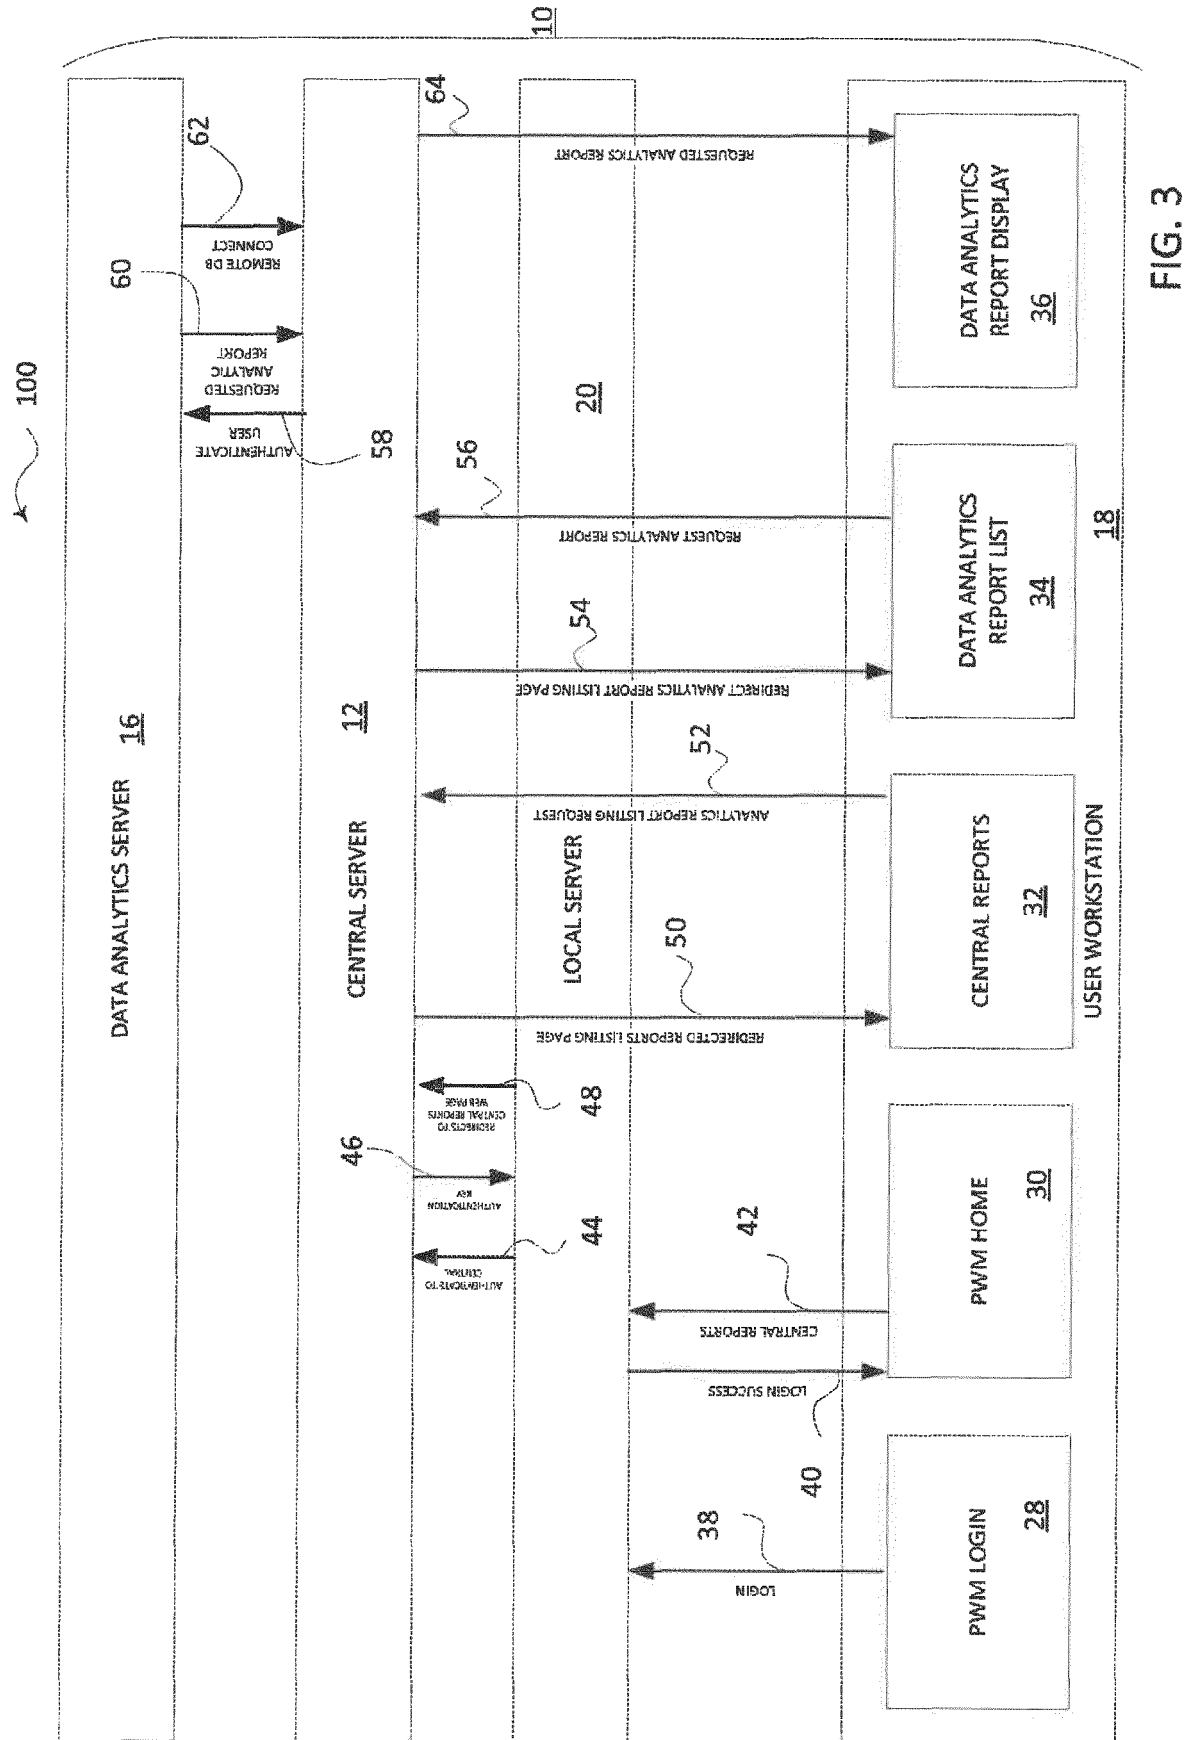 100
10
DATA ANALYTICS SERVER
16
AUTHENTICATE
USER
58
REQUESTED
ANALYTIC
REPORT
60
REMOTE DB
CONNECT
62
CENTRAL SERVER
12
AUTHENTICATE TO
CENTRAL
44
AUTHENTICATION
KEY
46
REDIRECTS TO
CENTRAL REPORTS
WEB PAGE
48
LOCAL SERVER
20
LOGIN
38
LOGIN SUCCESS
40
CENTRAL REPORTS
42
REDIRECTED REPORTS LISTING PAGE
50
ANALYTICS REPORT LISTING REQUEST
52
REDIRECT ANALYTICS REPORT LISTING PAGE
54
REQUEST ANALYTICS REPORT
56
REQUESTED ANALYTICS REPORT
64
PWM LOGIN
28
PWM HOME
30
CENTRAL REPORTS
32
DATA ANALYTICS
REPORT LIST
34
DATA ANALYTICS
REPORT DISPLAY
36
USER WORKSTATION
18
FIG. 3